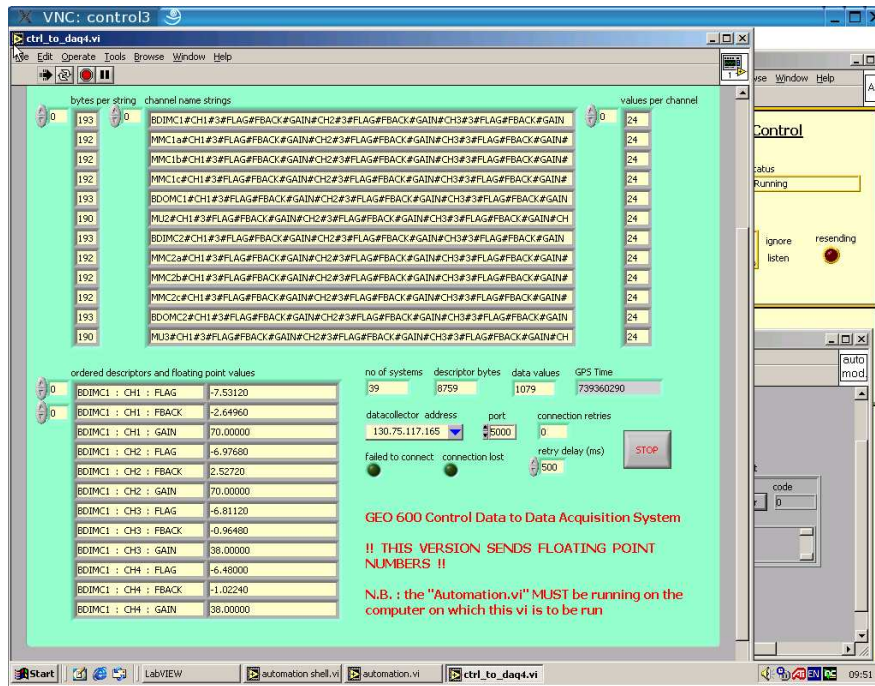 VNC: control3
ctrl_to_daq4.vi
Edit Operate Tools Browse Window Help
bytes per string channel name strings values per channel
0 193 0 BDIMC1#CH1#3#FLAG#FBACK#GAIN#CH2#3#FLAG#FBACK#GAIN#CH3#3#FLAG#FBACK#GAIN 0 24
192 MMC1a#CH1#3#FLAG#FBACK#GAIN#CH2#3#FLAG#FBACK#GAIN#CH3#3#FLAG#FBACK#GAIN# 24
192 MMC1b#CH1#3#FLAG#FBACK#GAIN#CH2#3#FLAG#FBACK#GAIN#CH3#3#FLAG#FBACK#GAIN# 24
192 MMC1c#CH1#3#FLAG#FBACK#GAIN#CH2#3#FLAG#FBACK#GAIN#CH3#3#FLAG#FBACK#GAIN# 24
193 BDOMC1#CH1#3#FLAG#FBACK#GAIN#CH2#3#FLAG#FBACK#GAIN#CH3#3#FLAG#FBACK#GAIN 24
190 MU2#CH1#3#FLAG#FBACK#GAIN#CH2#3#FLAG#FBACK#GAIN#CH3#3#FLAG#FBACK#GAIN#CH 24
193 BDIMC2#CH1#3#FLAG#FBACK#GAIN#CH2#3#FLAG#FBACK#GAIN#CH3#3#FLAG#FBACK#GAIN 24
192 MMC2a#CH1#3#FLAG#FBACK#GAIN#CH2#3#FLAG#FBACK#GAIN#CH3#3#FLAG#FBACK#GAIN# 24
192 MMC2b#CH1#3#FLAG#FBACK#GAIN#CH2#3#FLAG#FBACK#GAIN#CH3#3#FLAG#FBACK#GAIN# 24
192 MMC2c#CH1#3#FLAG#FBACK#GAIN#CH2#3#FLAG#FBACK#GAIN#CH3#3#FLAG#FBACK#GAIN# 24
193 BDOMC2#CH1#3#FLAG#FBACK#GAIN#CH2#3#FLAG#FBACK#GAIN#CH3#3#FLAG#FBACK#GAIN 24
190 MU3#CH1#3#FLAG#FBACK#GAIN#CH2#3#FLAG#FBACK#GAIN#CH3#3#FLAG#FBACK#GAIN#CH 24
ordered descriptors and floating point values
0 BDIMC1 : CH1 : FLAG -7.53120
0 BDIMC1 : CH1 : FBACK -2.64960
BDIMC1 : CH1 : GAIN 70.00000
BDIMC1 : CH2 : FLAG -6.97680
BDIMC1 : CH2 : FBACK 2.52720
BDIMC1 : CH2 : GAIN 70.00000
BDIMC1 : CH3 : FLAG -6.81120
BDIMC1 : CH3 : FBACK -0.96480
BDIMC1 : CH3 : GAIN 38.00000
BDIMC1 : CH4 : FLAG -6.48000
BDIMC1 : CH4 : FBACK -1.02240
BDIMC1 : CH4 : GAIN 38.00000
no of systems descriptor bytes data values GPS Time
39 8759 1079 739360290
datacollector address port connection retries
130.75.117.165 5000 0
failed to connect connection lost retry delay (ms)
500
STOP
GEO 600 Control Data to Data Acquisition System
!! THIS VERSION SENDS FLOATING POINT
NUMBERS !!
N.B. : the "Automation.vi" MUST be running on the
computer on which this vi is to be run
Window Help
Control
Running
ignore resending
listen
auto
mod.
code
0
Start LabVIEW automation shell.vi automation.vi ctrl_to_daq4.vi EN 09:51